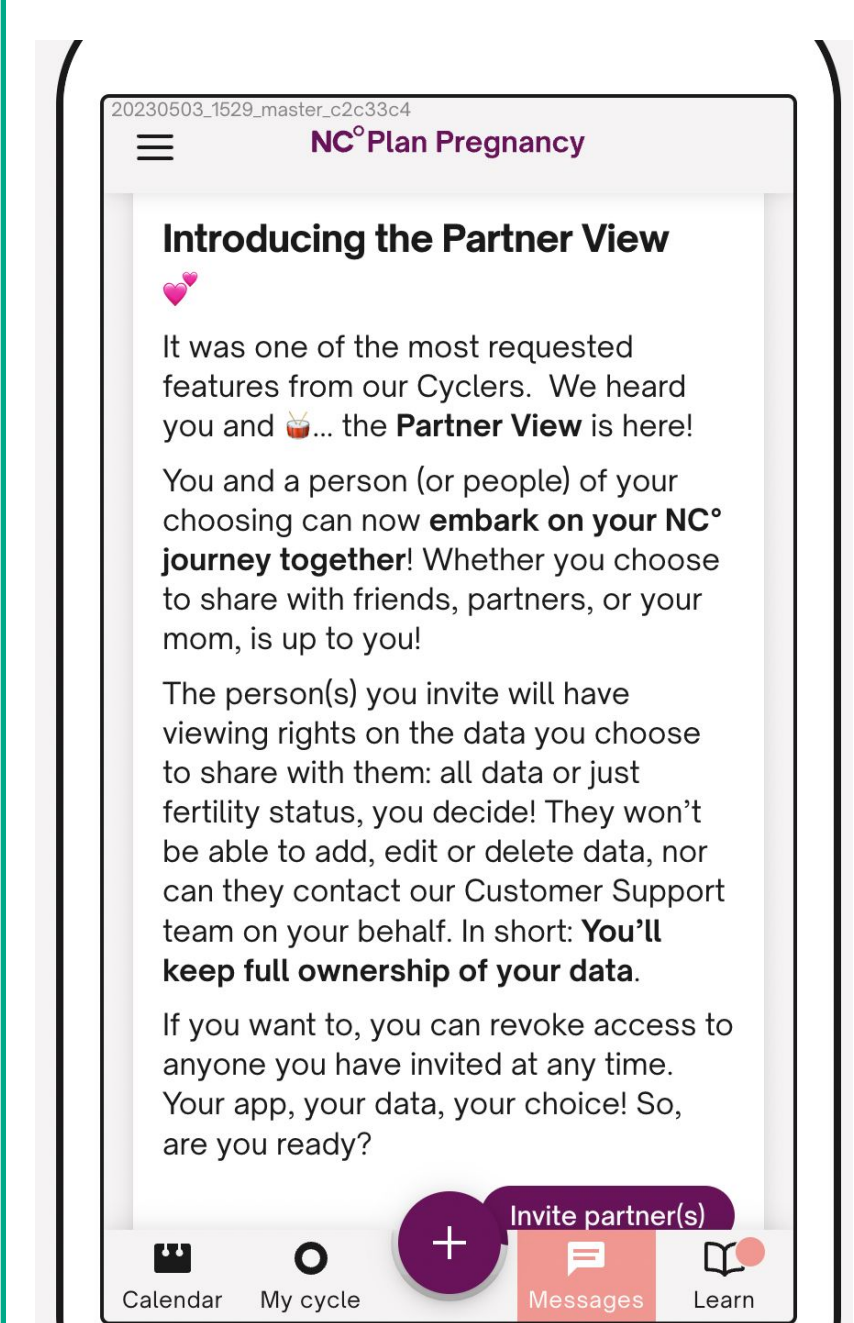 20230503_1529_master_c2c33c4
NC° Plan Pregnancy
Introducing the Partner View
💕
It was one of the most requested
features from our Cyclers.  We heard
you and 🥁... the Partner View is here!
You and a person (or people) of your
choosing can now embark on your NC°
journey together! Whether you choose
to share with friends, partners, or your
mom, is up to you!
The person(s) you invite will have
viewing rights on the data you choose
to share with them: all data or just
fertility status, you decide! They won’t
be able to add, edit or delete data, nor
can they contact our Customer Support
team on your behalf. In short: You’ll
keep full ownership of your data.
If you want to, you can revoke access to
anyone you have invited at any time.
Your app, your data, your choice! So,
are you ready?
Invite partner(s)
Calendar My cycle + Messages Learn